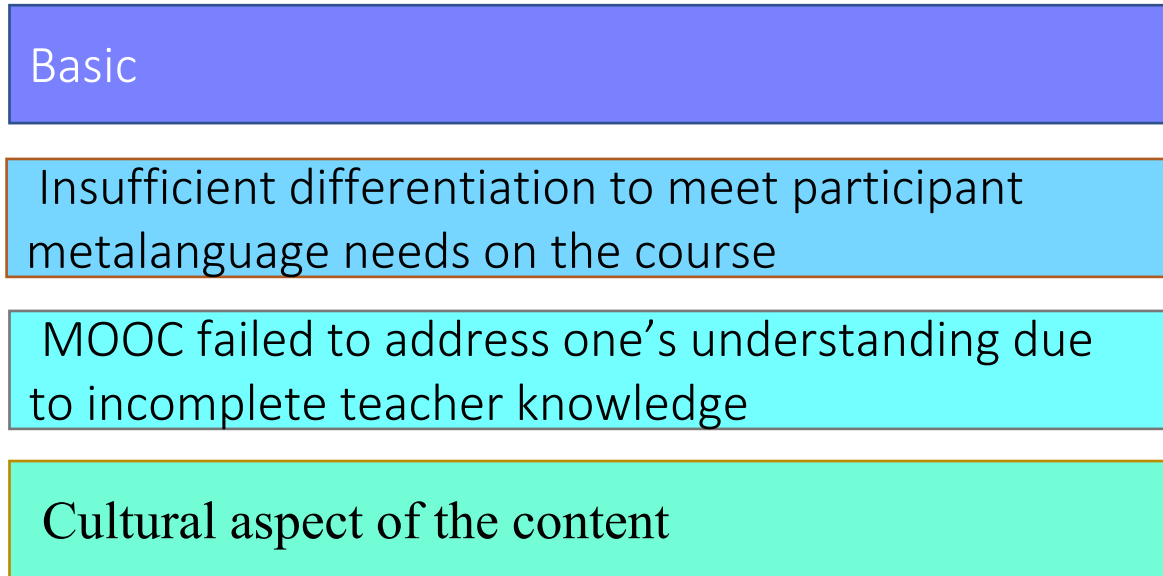 Basic
Insufficient differentiation to meet participant
metalanguage needs on the course
MOOC failed to address one’s understanding due
to incomplete teacher knowledge
Cultural aspect of the content